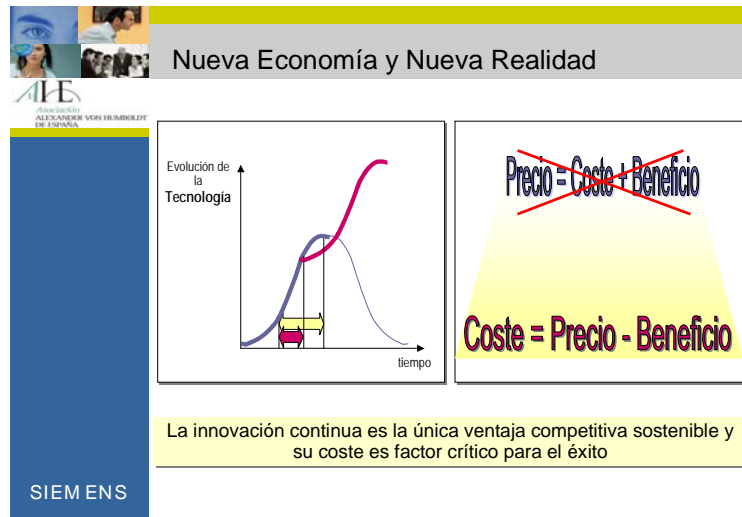 Nueva Economía y Nueva Realidad
AHE
Asociación
ALEXANDER VON HUMBOLDT
DE ESPAÑA
Evolución de
la
Tecnología
tiempo
Precio = Coste + Beneficio
Coste = Precio - Beneficio
La innovación continua es la única ventaja competitiva sostenible y
su coste es factor crítico para el éxito
SIEMENS